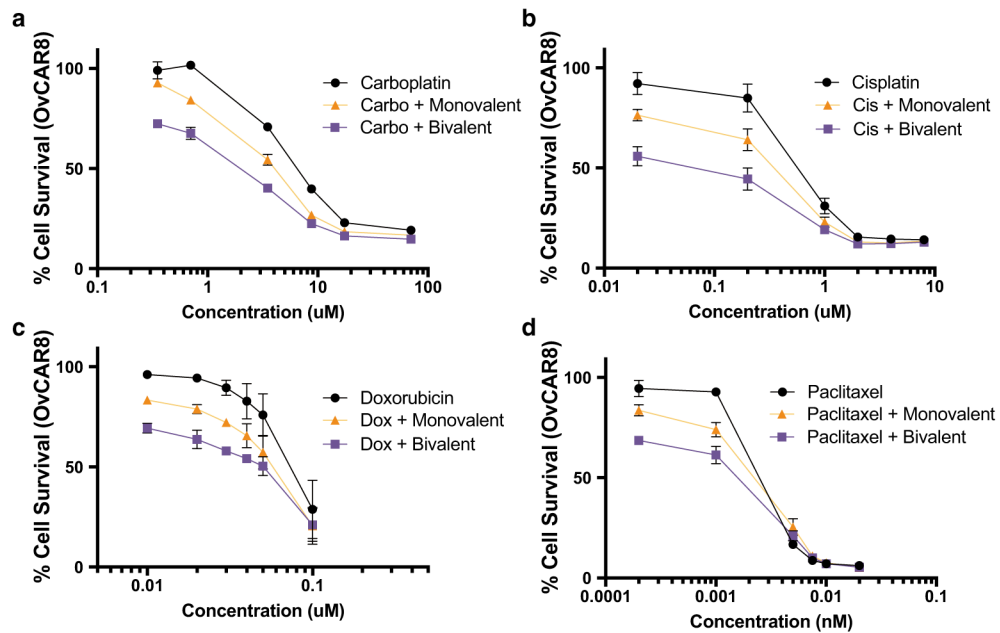 a
% Cell Survival (OvCAR8)
100
50
0
0.1
1
10
100
Concentration (uM)
Carboplatin
Carbo + Monovalent
Carbo + Bivalent
b
% Cell Survival (OvCAR8)
100
50
0
0.01
0.1
1
10
Concentration (uM)
Cisplatin
Cis + Monovalent
Cis + Bivalent
c
% Cell Survival (OvCAR8)
100
50
0
0.01
0.1
Concentration (uM)
Doxorubicin
Dox + Monovalent
Dox + Bivalent
d
% Cell Survival (OvCAR8)
100
50
0
0.0001
0.001
0.01
0.1
Concentration (nM)
Paclitaxel
Paclitaxel + Monovalent
Paclitaxel + Bivalent